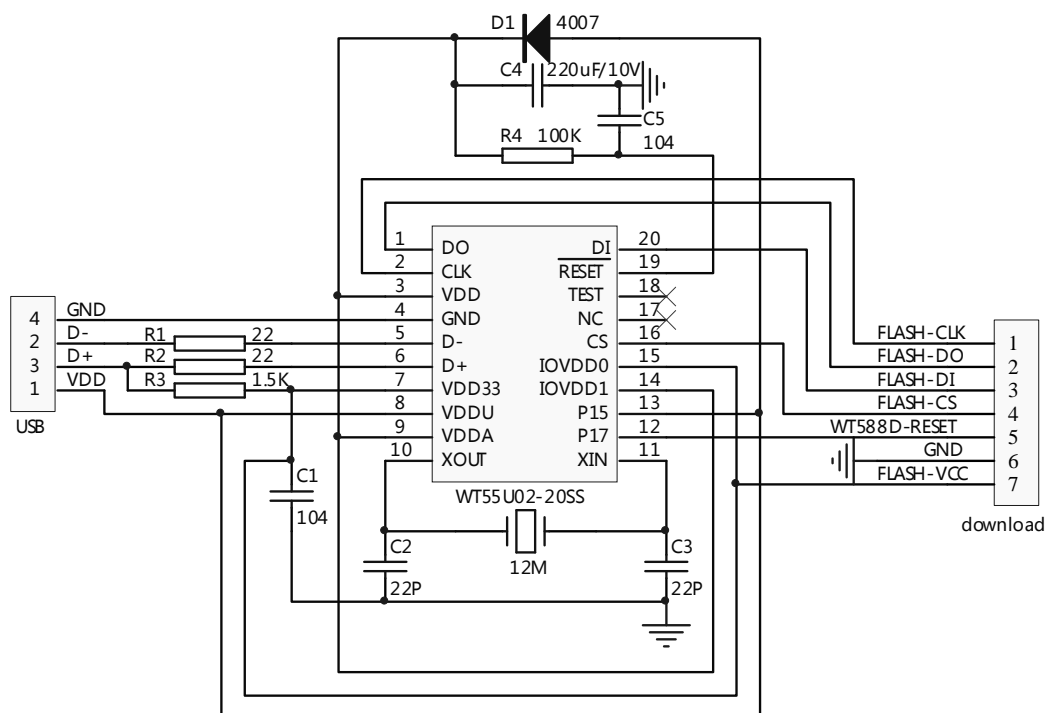 D1 4007
C4 220uF/10V
C5
104
R4 100K
1 DO DI 20
2 CLK RESET 19
3 VDD TEST 18
4 GND NC 17
5 D- CS 16
6 D+ IOVDD0 15
7 VDD33 IOVDD1 14
8 VDDU P15 13
9 VDDA P17 12
10 XOUT XIN 11
WT55U02-20SS
4 GND
2 D- R1 22
3 D+ R2 22
1 VDD R3 1.5K
USB
FLASH-CLK 1
FLASH-DO 2
FLASH-DI 3
FLASH-CS 4
WT588D-RESET 5
GND 6
FLASH-VCC 7
download
C1
104
C2
22P
12M
C3
22P